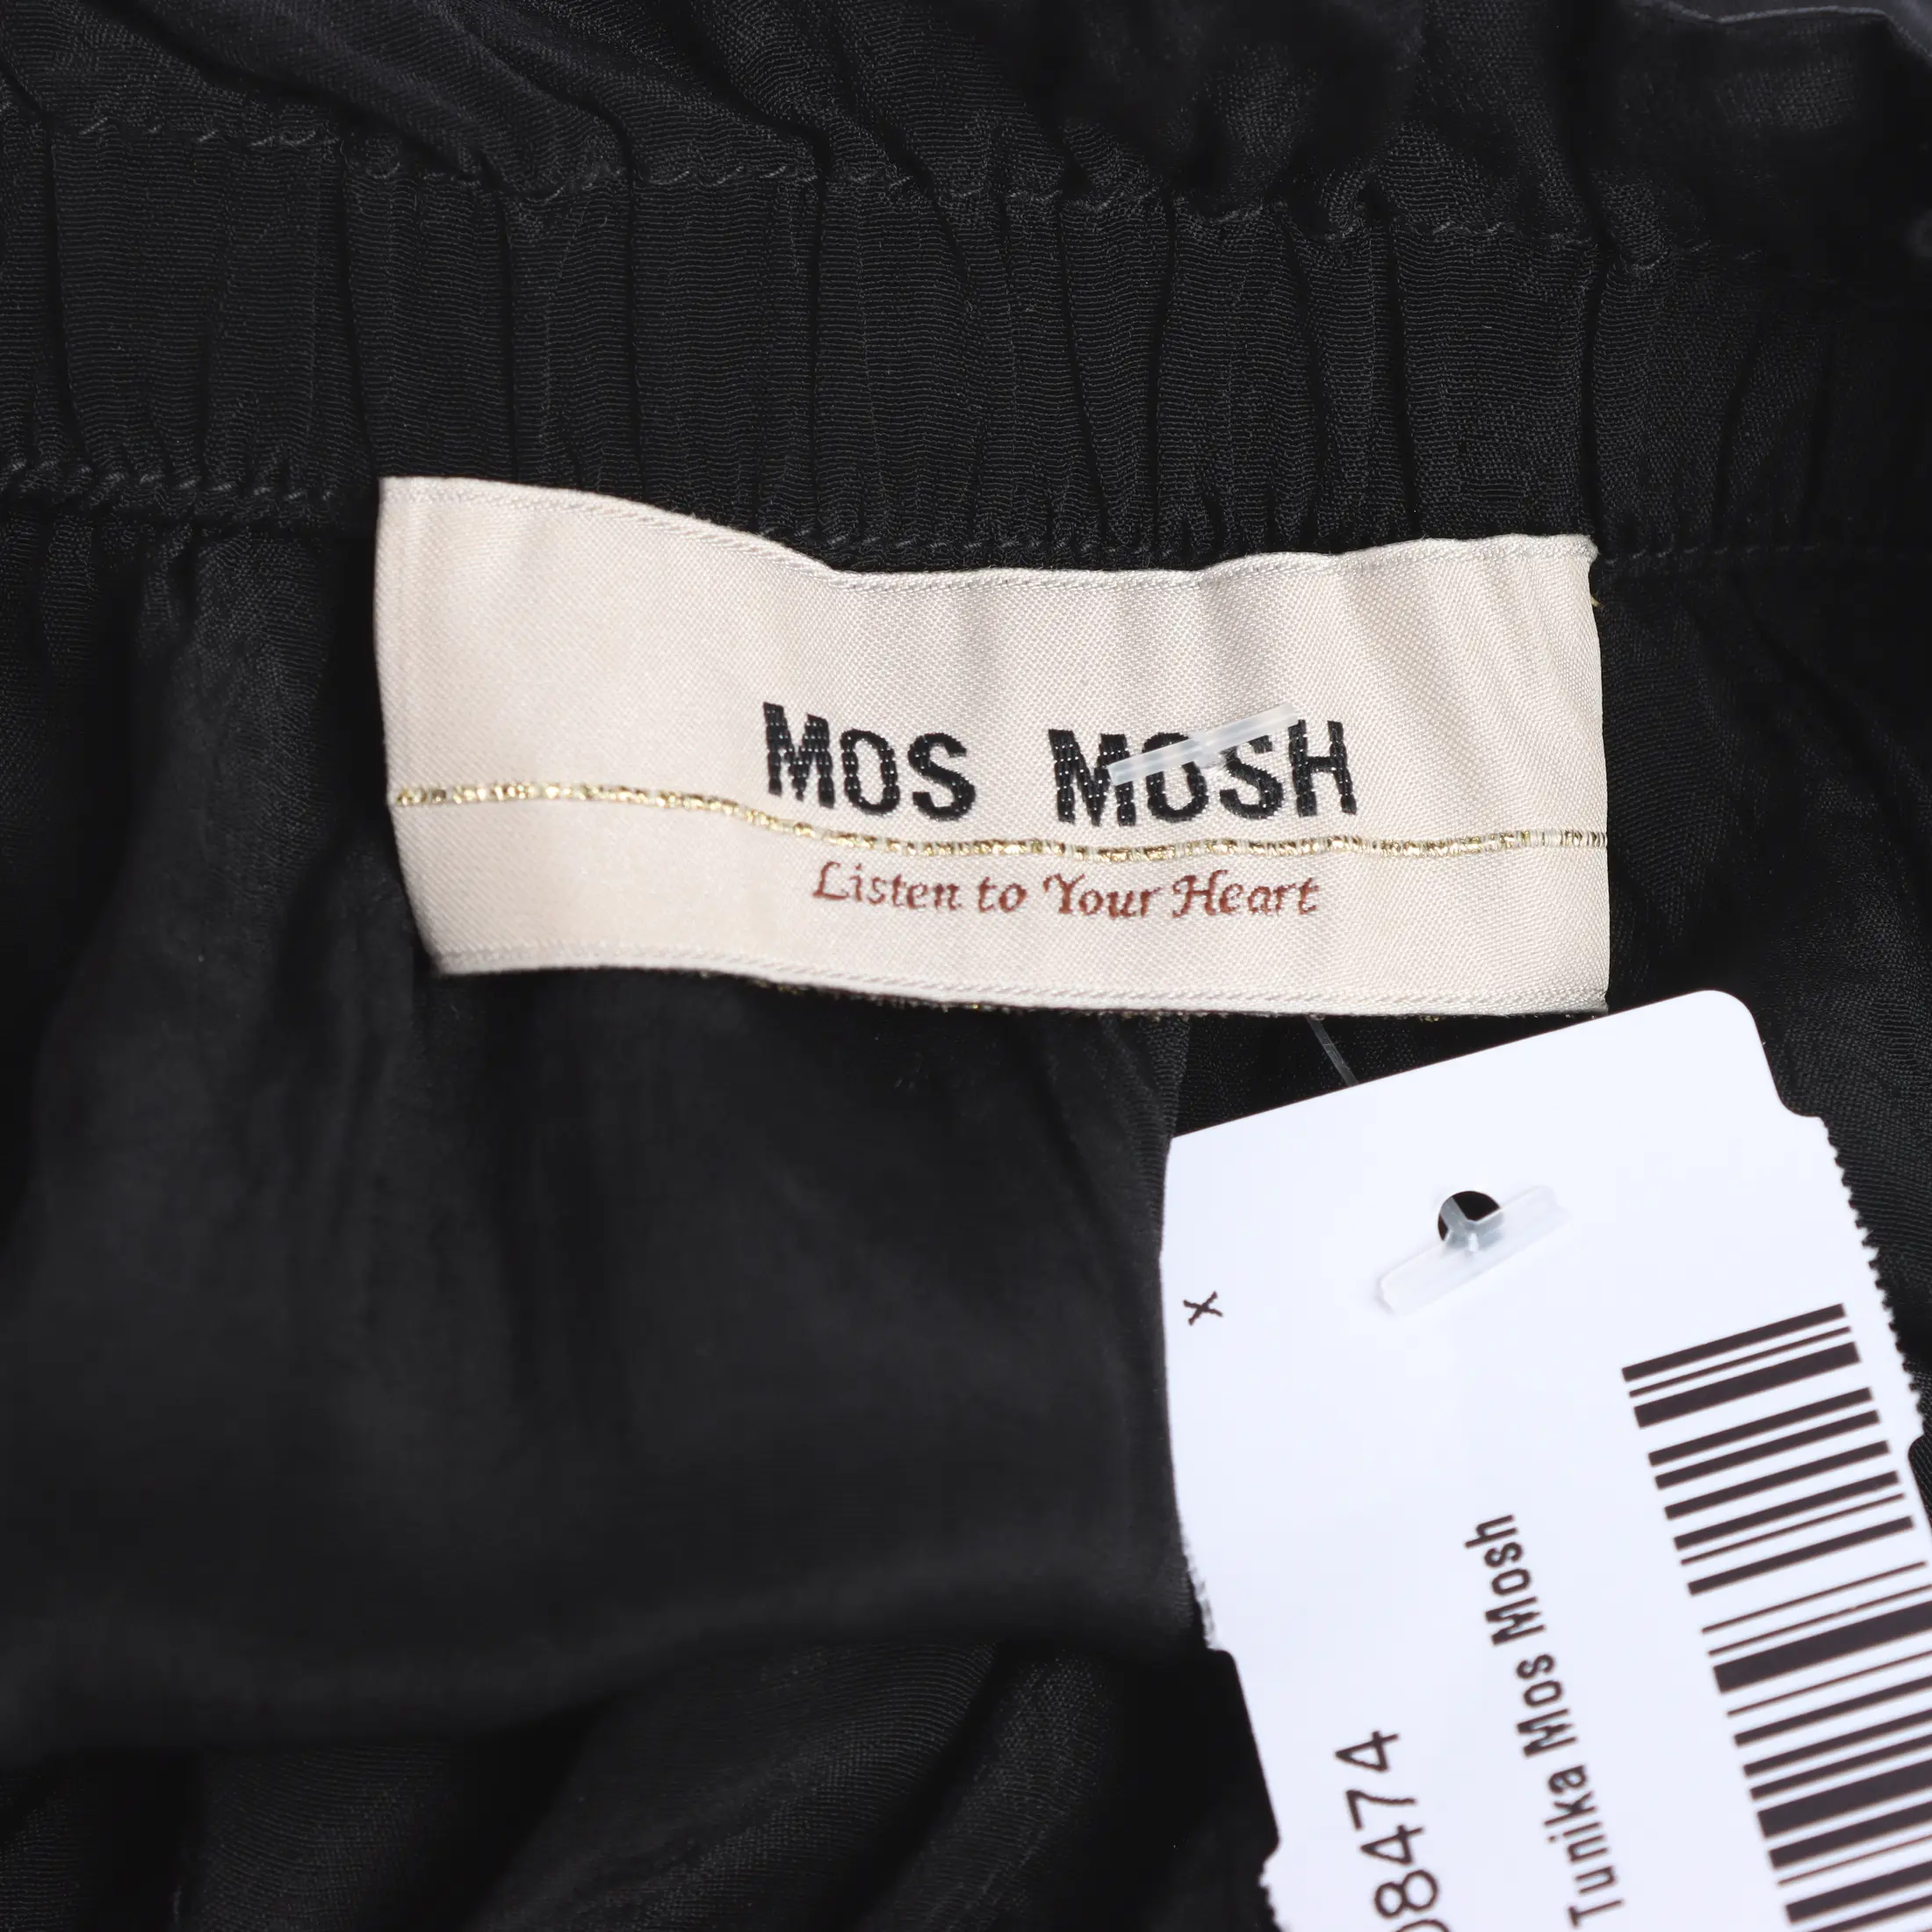 MOS MOSH
Listen to Your Heart
x
Tunika Mos Mosh
8474